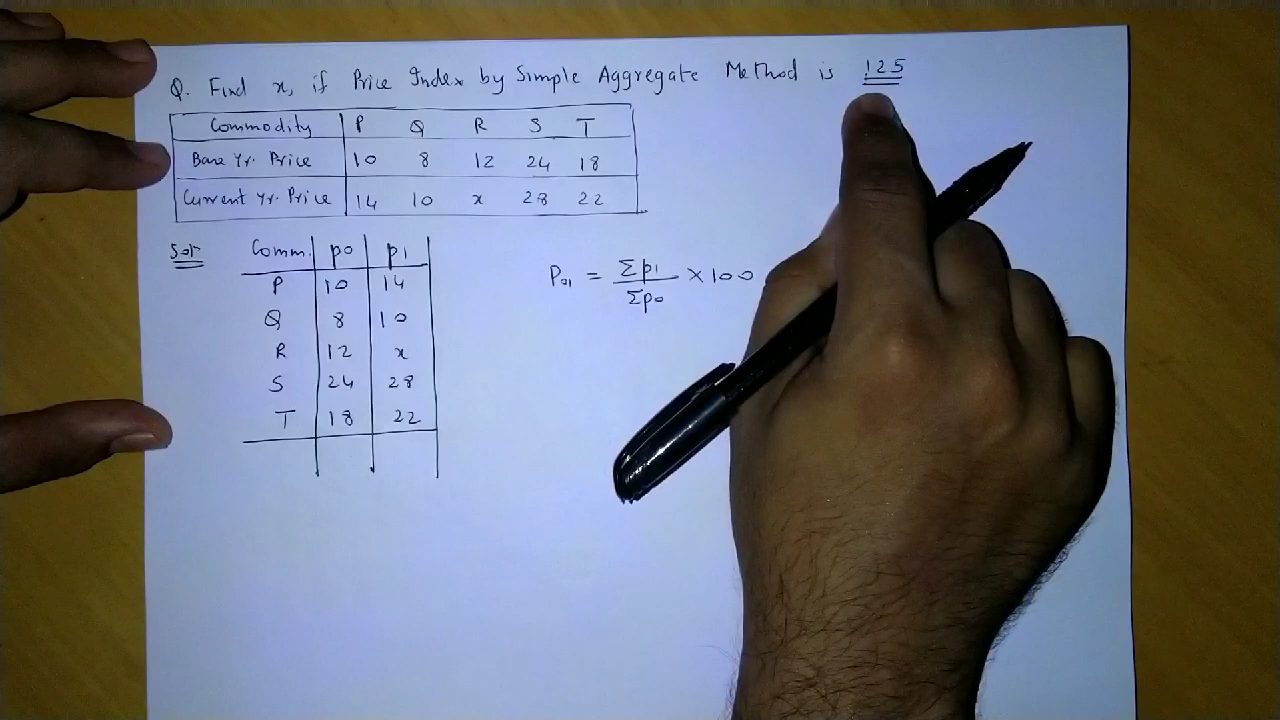 Q. Find x, if Price Index by Simple Aggregate Method is 125
Commodity P Q R S T
Base Yr. Price 10 8 12 24 18
Current Yr. Price 14 10 x 28 22
Sol
Comm. p0 p1
P 10 14
Q 8 10
R 12 x
S 24 28
T 18 22
P01 = Σp1 / Σp0 × 100